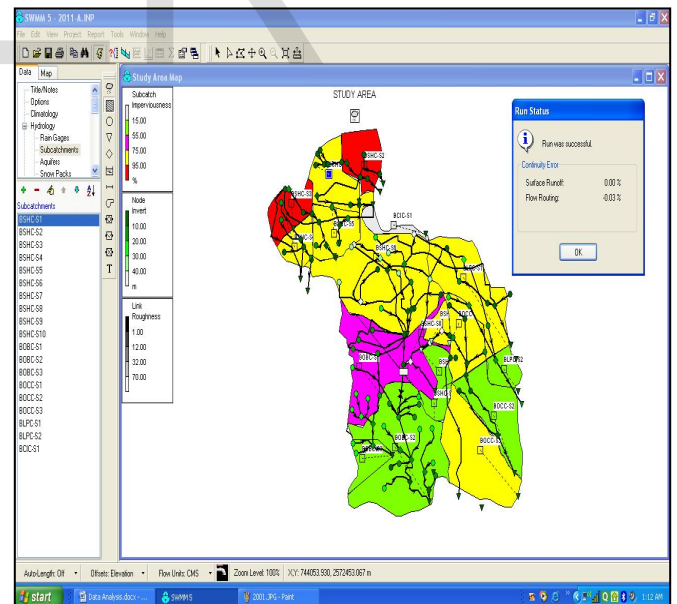 SWMM 5 - 2011-A.INP
File Edit View Project Report Tools Window Help
Data Map
Title/Notes
Options
Climatology
Hydrology
Rain Gages
Subcatchments
Aquifers
Snow Packs
Subcatchments
BSHC-S1
BSHC-S2
BSHC-S3
BSHC-S4
BSHC-S5
BSHC-S6
BSHC-S7
BSHC-S8
BSHC-S9
BSHC-S10
BOBC-S1
BOBC-S2
BOBC-S3
BOCC-S1
BOCC-S2
BOCC-S3
BLPC-S1
BLPC-S2
BCIC-S1
Study Area Map
Subcatch
Imperviousness
15.00
55.00
75.00
95.00
%
Node
Invert
10.00
20.00
30.00
40.00
m
Link
Roughness
1.00
12.00
32.00
70.00
STUDY AREA
BSHC-S2
BSHC-S3
BCIC-S1
BLPC-S2
BOCC-S2
BOBC-S2
Run Status
Run was successful.
Continuity Error
Surface Runoff: 0.00 %
Flow Routing: -0.03 %
OK
Auto-Length: Off Offsets: Elevation Flow Units: CMS Zoom Level: 100% X,Y: 744053.930, 2572453.067 m
start Data Analysis.docx - ... SWMM 5 2001.JPG - Paint 1:12 AM